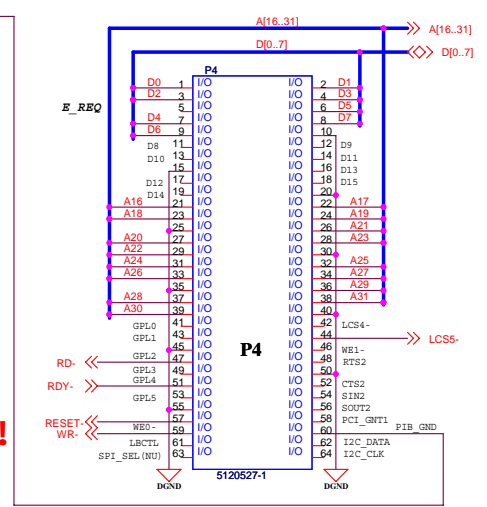 A[16..31]
A[16..31]
D[0..7]
D[0..7]
P4
D0 1 I/O I/O 2 D1
D2 3 I/O I/O 4 D3
E_REQ 5 I/O I/O 6 D5
D4 7 I/O I/O 8 D7
D6 9 I/O I/O 10
D8 11 I/O I/O 12 D9
D10 13 I/O I/O 14 D11
15 I/O I/O 16 D13
D12 17 I/O I/O 18 D15
D14 19 I/O I/O 20
A16 21 I/O I/O 22 A17
A18 23 I/O I/O 24 A19
25 I/O I/O 26 A21
A20 27 I/O I/O 28 A23
A22 29 I/O I/O 30
A24 31 I/O I/O 32 A25
A26 33 I/O I/O 34 A27
35 I/O I/O 36 A29
A28 37 I/O I/O 38 A31
A30 39 I/O I/O 40
GPL0 41 I/O I/O 42 LCS4-
GPL1 43 I/O I/O 44 LCS5-
45 I/O P4 I/O 46 WE1-
RD- GPL2 47 I/O I/O 48 RTS2
GPL3 49 I/O I/O 50
RDY- GPL4 51 I/O I/O 52 CTS2
GPL5 53 I/O I/O 54 SIN2
55 I/O I/O 56 SOUT2
RESET- 57 I/O I/O 58 PCI_GNT1
WR- WE0- 59 I/O I/O 60 PIB_GND
LBCTL 61 I/O I/O 62 I2C_DATA
SPI_SEL(NU) 63 I/O I/O 64 I2C_CLK
!
5120527-1
DGND DGND